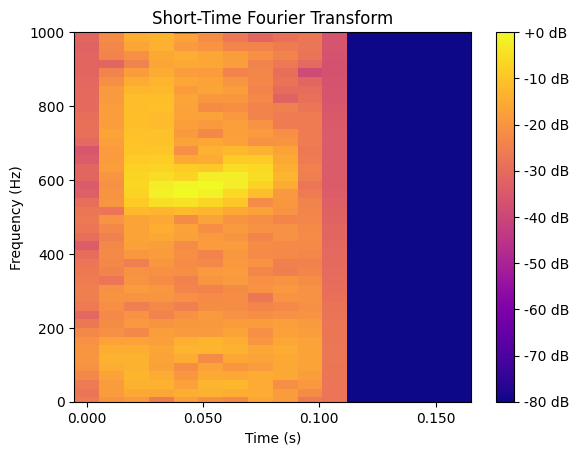 Short-Time Fourier Transform
1000
800
600
400
200
0
Frequency (Hz)
0.000
0.050
0.100
0.150
Time (s)
+0 dB
-10 dB
-20 dB
-30 dB
-40 dB
-50 dB
-60 dB
-70 dB
-80 dB